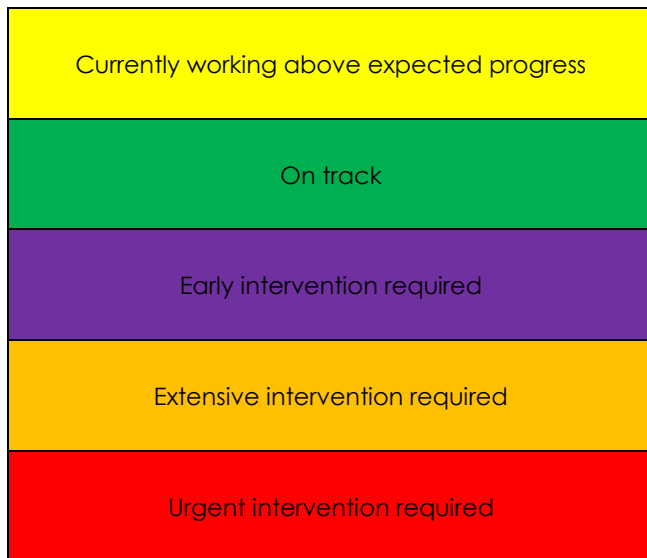 Currently working above expected progress
On track
Early intervention required
Extensive intervention required
Urgent intervention required